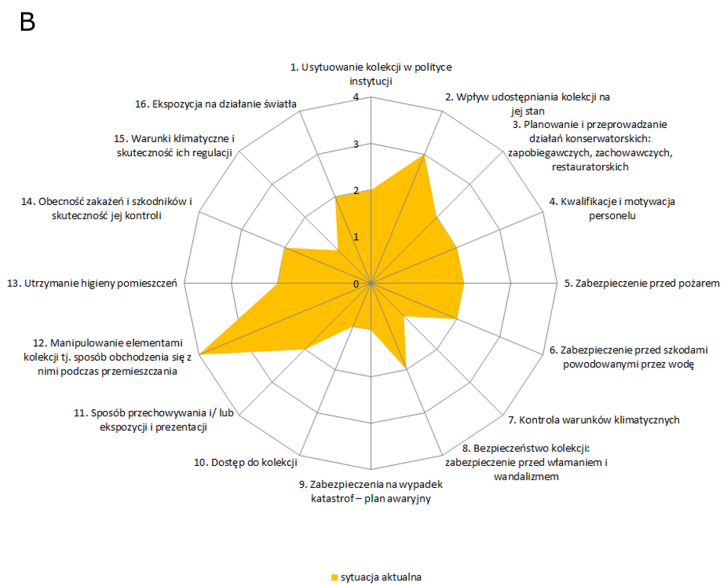 B
1. Usytuowanie kolekcji w polityce
instytucji
2. Wpływ udostępniania kolekcji na
jej stan
3. Planowanie i przeprowadzanie
działań konserwatorskich:
zapobiegawczych, zachowawczych,
restauratorskich
4. Kwalifikacje i motywacja
personelu
5. Zabezpieczenie przed pożarem
6. Zabezpieczenie przed szkodami
powodowanymi przez wodę
7. Kontrola warunków klimatycznych
8. Bezpieczeństwo kolekcji:
zabezpieczenie przed włamaniem i
wandalizmem
9. Zabezpieczenia na wypadek
katastrof – plan awaryjny
10. Dostęp do kolekcji
11. Sposób przechowywania i/ lub
ekspozycji i prezentacji
12. Manipulowanie elementami
kolekcji tj. sposób obchodzenia się z
nimi podczas przemieszczania
13. Utrzymanie higieny pomieszczeń
14. Obecność zakażeń i szkodników i
skuteczność jej kontroli
15. Warunki klimatyczne i
skuteczność ich regulacji
16. Ekspozycja na działanie światła
4
3
2
1
0
sytuacja aktualna